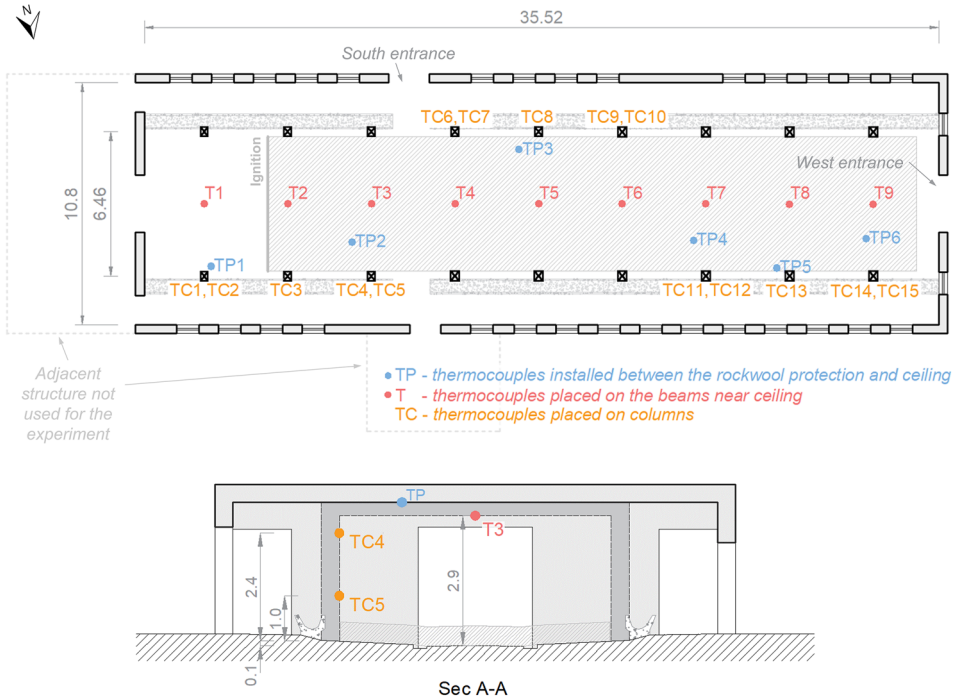 35.52
South entrance
TC6,TC7 TC8 TC9,TC10
Ignition
TP3
West entrance
10.8
6.46
T1 T2 T3 T4 T5 T6 T7 T8 T9
TP2 TP4 TP6
TP1 TP5
TC1,TC2 TC3 TC4,TC5 TC11,TC12 TC13 TC14,TC15
Adjacent
structure not
used for the
experiment
TP - thermocouples installed between the rockwool protection and ceiling
T - thermocouples placed on the beams near ceiling
TC - thermocouples placed on columns
TP
T3
TC4
2.4
2.9
TC5
1.0
0.1
Sec A-A